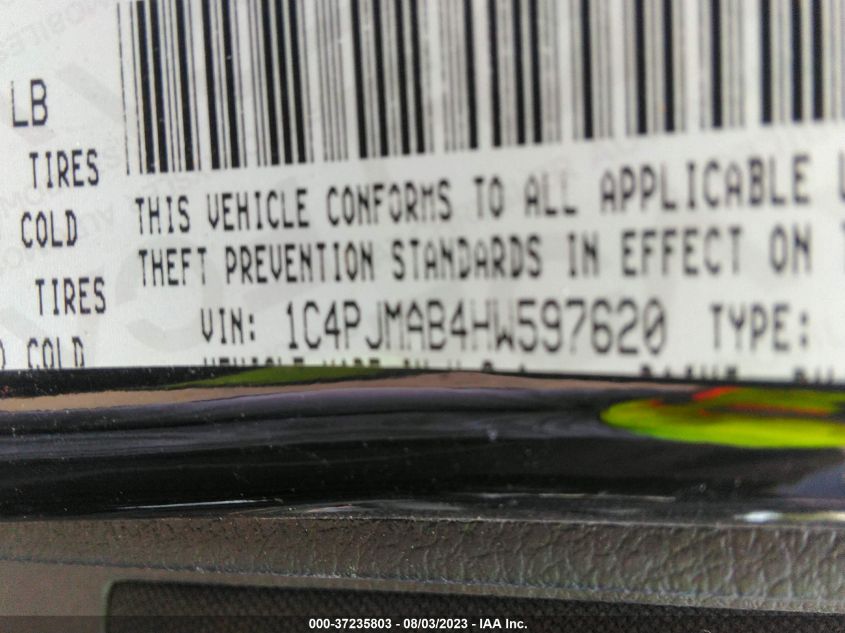 LB
TIRES
COLD
TIRES
COLD
THIS VEHICLE CONFORMS TO ALL APPLICABLE
THEFT PREVENTION STANDARDS IN EFFECT ON
VIN: 1C4PJMAB4HW597620 TYPE:
000-37235803 - 08/03/2023 - IAA Inc.